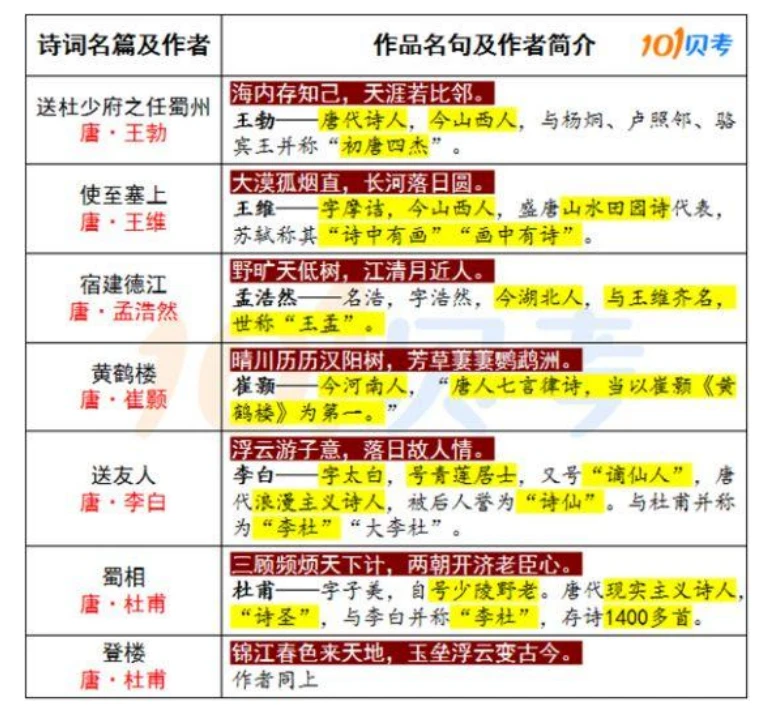 诗词名篇及作者
作品名句及作者简介
101贝考
送杜少府之任蜀州
唐·王勃
海内存知己，天涯若比邻。
王勃——唐代诗人，今山西人，与杨炯、卢照邻、骆
宾王并称“初唐四杰”。
使至塞上
唐·王维
大漠孤烟直，长河落日圆。
王维——字摩诘，今山西人，盛唐山水田园诗代表，
苏轼称其“诗中有画”“画中有诗”。
宿建德江
唐·孟浩然
野旷天低树，江清月近人。
孟浩然——名浩，字浩然，今湖北人，与王维齐名，
世称“王孟”。
黄鹤楼
唐·崔颢
晴川历历汉阳树，芳草萋萋鹦鹉洲。
崔颢——今河南人，“唐人七言律诗，当以崔颢《黄
鹤楼》为第一。”
送友人
唐·李白
浮云游子意，落日故人情。
李白——字太白，号青莲居士，又号“谪仙人”，唐
代浪漫主义诗人，被后人誉为“诗仙”。与杜甫并称
为“李杜”“大李杜”。
蜀相
唐·杜甫
三顾频烦天下计，两朝开济老臣心。
杜甫——字子美，自号少陵野老。唐代现实主义诗人，
“诗圣”，与李白并称“李杜”，存诗1400多首。
登楼
唐·杜甫
锦江春色来天地，玉垒浮云变古今。
作者同上
101贝考